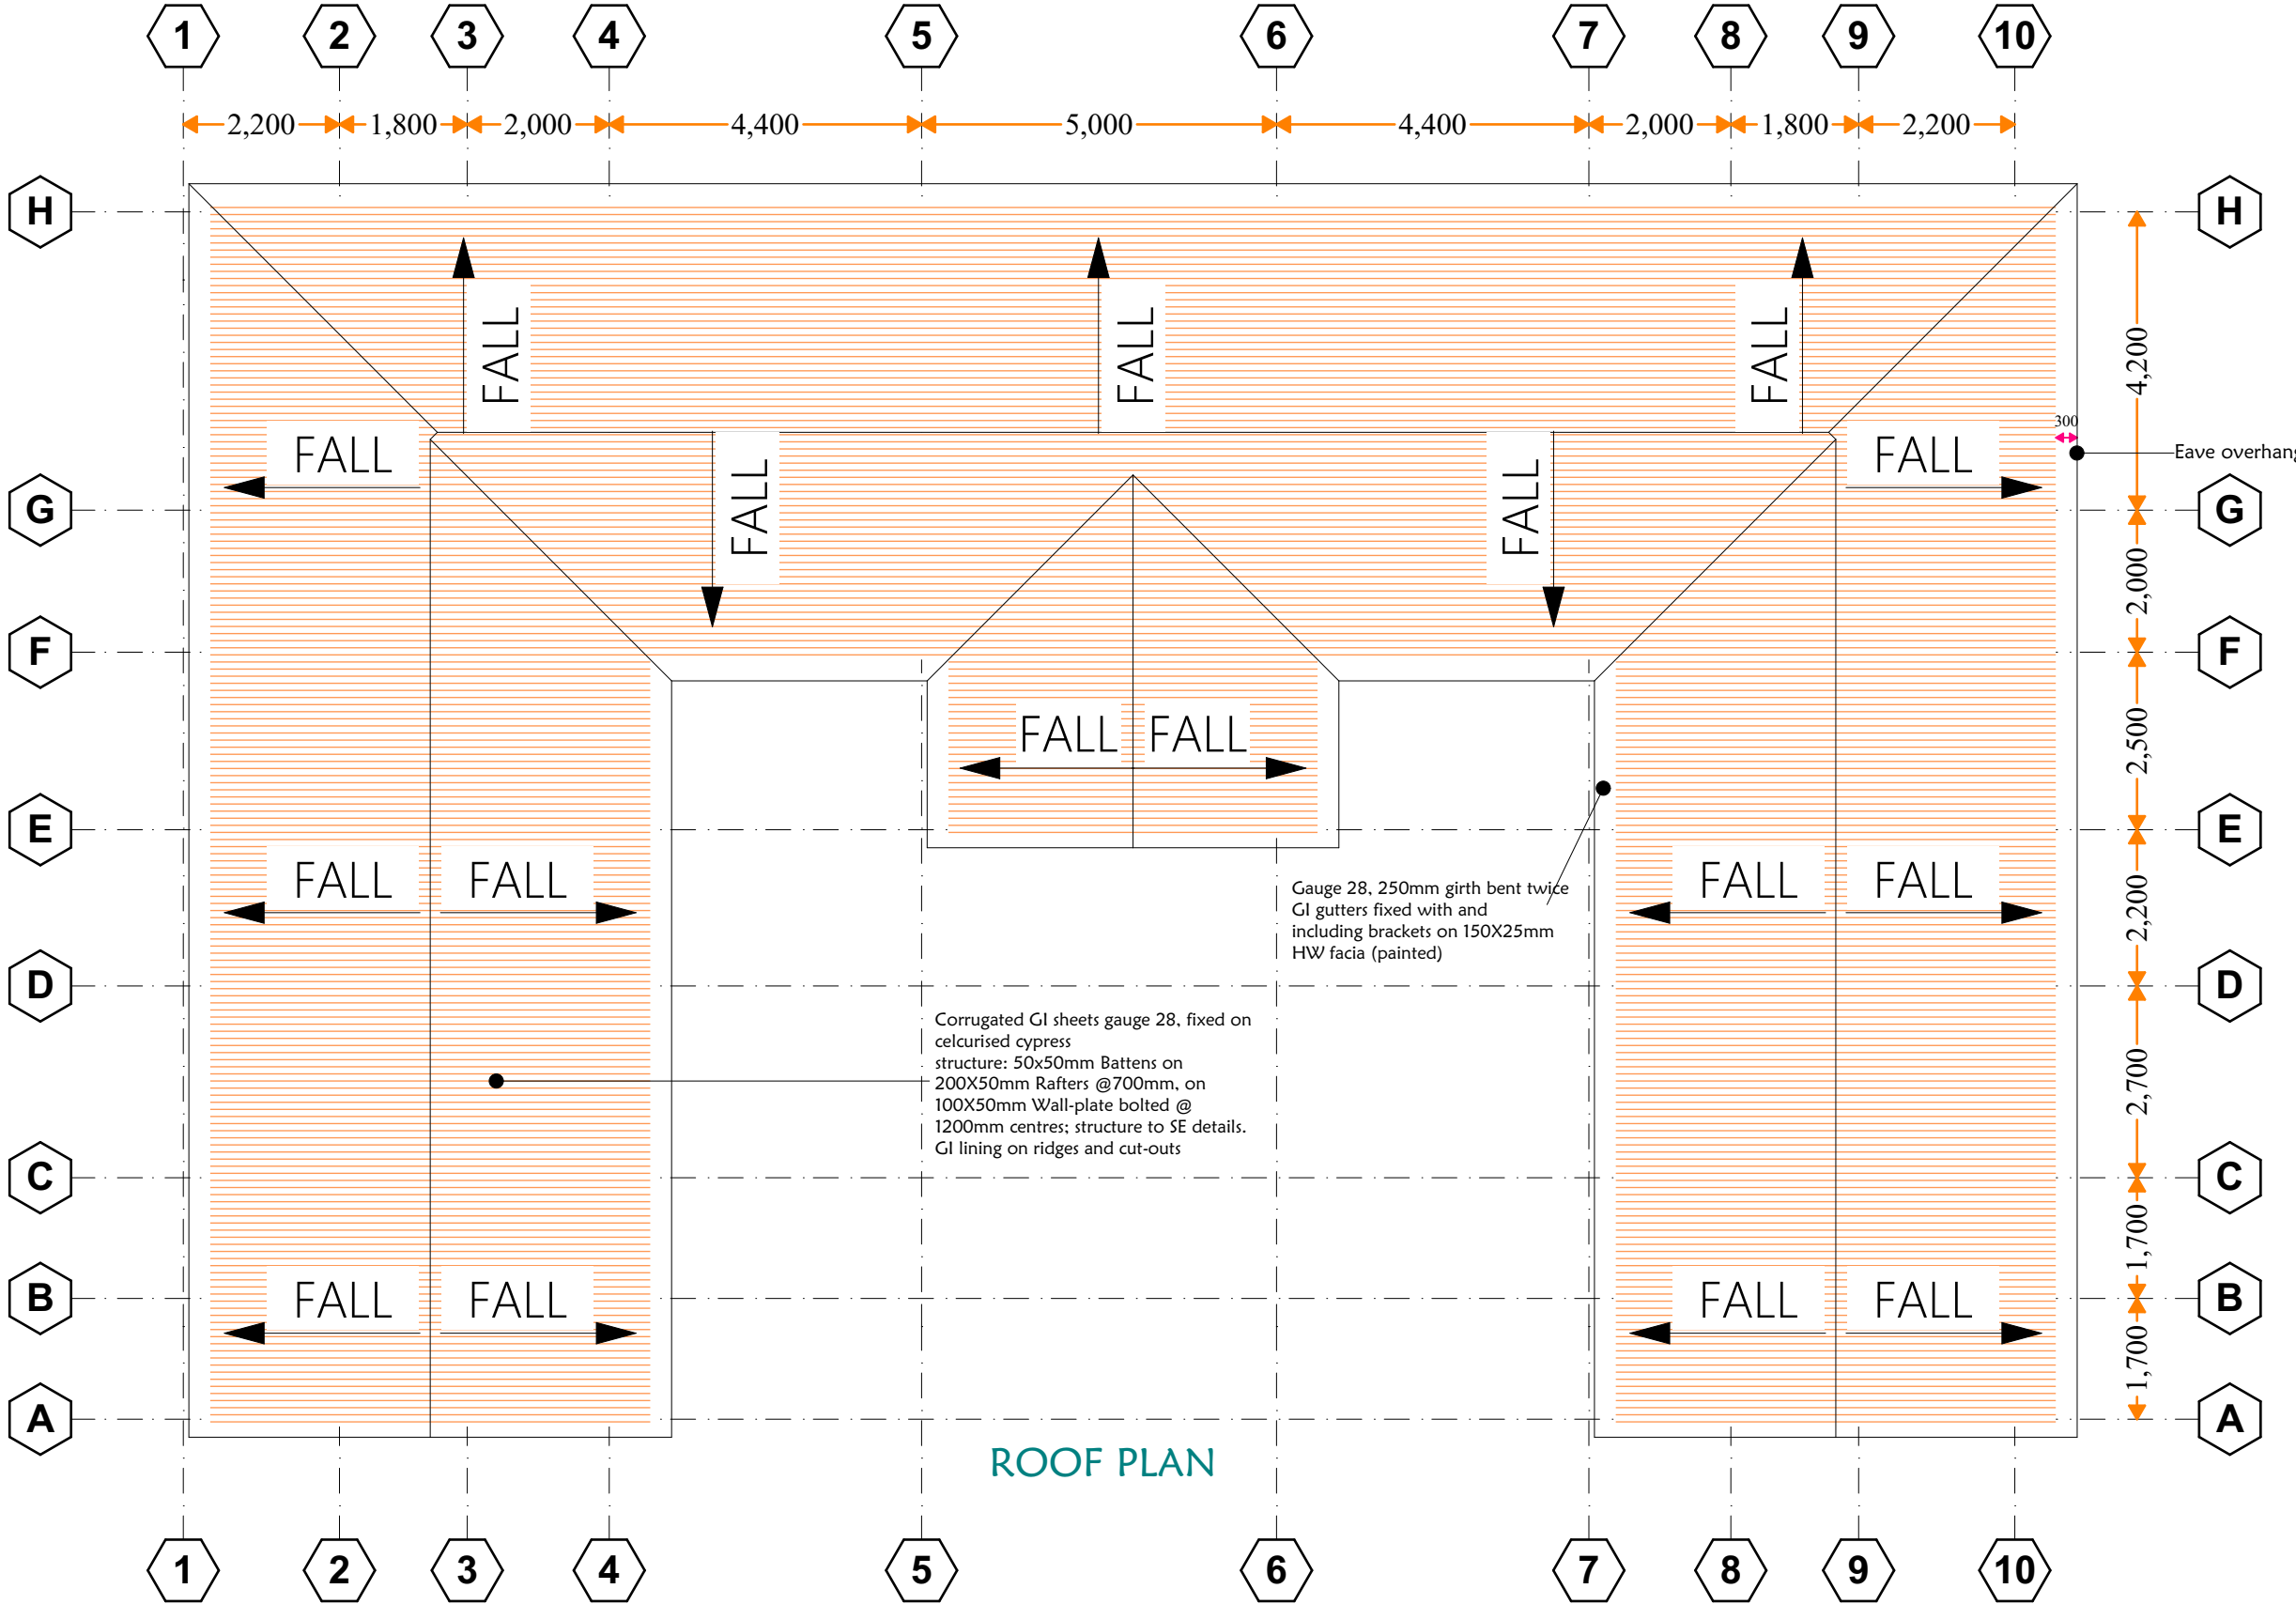 1 2 3 4 5 6 7 8 9 10
2,200 1,800 2,000 4,400 5,000 4,400 2,000 1,800 2,200
H H
4,200
FALL FALL FALL
300
FALL FALL
Eave overhang
FALL FALL
G G
2,000
F F
2,500
FALL FALL
E E
FALL FALL FALL FALL
2,200
Gauge 28, 250mm girth bent twice
GI gutters fixed with and
including brackets on 150X25mm
HW facia (painted)
D D
Corrugated GI sheets gauge 28, fixed on
celcurised cypress
structure: 50x50mm Battens on
200X50mm Rafters @700mm, on
100X50mm Wall-plate bolted @
1200mm centres; structure to SE details.
GI lining on ridges and cut-outs
2,700
C C
1,700
B B
FALL FALL FALL FALL
1,700
A A
ROOF PLAN
1 2 3 4 5 6 7 8 9 10